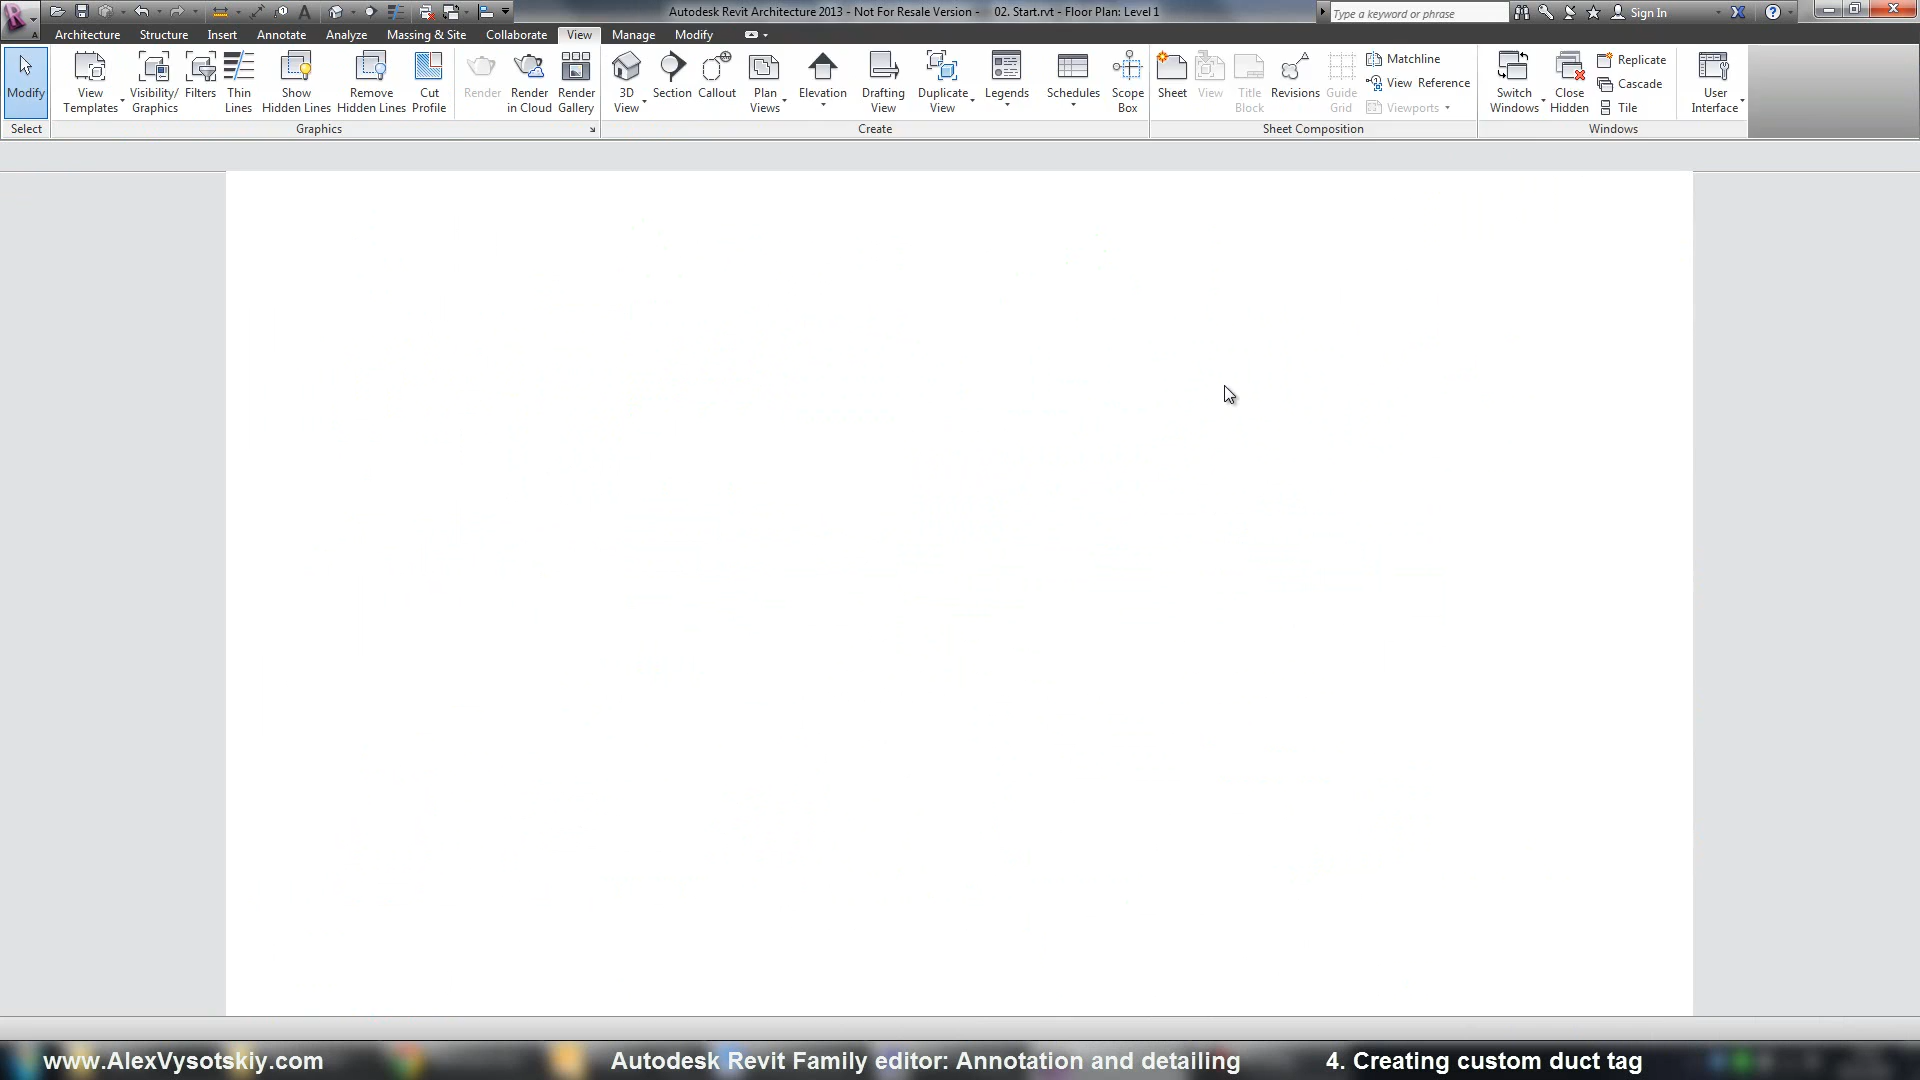 Autodesk Revit Architecture 2013 - Not For Resale Version - 02. Start.rvt - Floor Plan: Level 1
Type a keyword or phrase
Sign In
Architecture Structure Insert Annotate Analyze Massing & Site Collaborate View Manage Modify
Modify
View Templates
Visibility/ Graphics
Filters
Thin Lines
Show Hidden Lines
Remove Hidden Lines
Cut Profile
Render
Render in Cloud
Render Gallery
3D View
Section
Callout
Plan Views
Elevation
Drafting View
Duplicate View
Legends
Schedules
Scope Box
Sheet
View
Title Block
Revisions
Guide Grid
Matchline
View Reference
Viewports
Switch Windows
Close Hidden
Replicate
Cascade
Tile
User Interface
Select
Graphics
Create
Sheet Composition
Windows
www.AlexVysotskiy.com
Autodesk Revit Family editor: Annotation and detailing
4. Creating custom duct tag